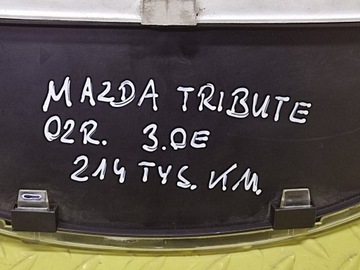 MAZDA TRIBUTE
02R. 3.0E
214 TYS. KM.